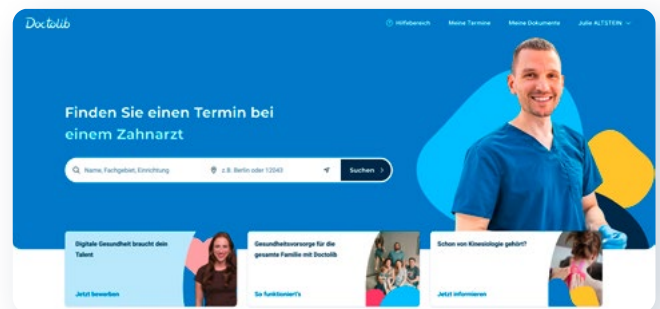 Doctolib
Hilfebereich Meine Termine Meine Dokumente Julie ALTSTEIN
Finden Sie einen Termin bei
einem Zahnarzt
Name, Fachgebiet, Einrichtung z.B. Berlin oder 12043 Suchen
Digitale Gesundheit braucht dein
Talent
Jetzt bewerben
Gesundheitsvorsorge für die
gesamte Familie mit Doctolib
So funktioniert's
Schon von Kinesiologie gehört?
Jetzt informieren